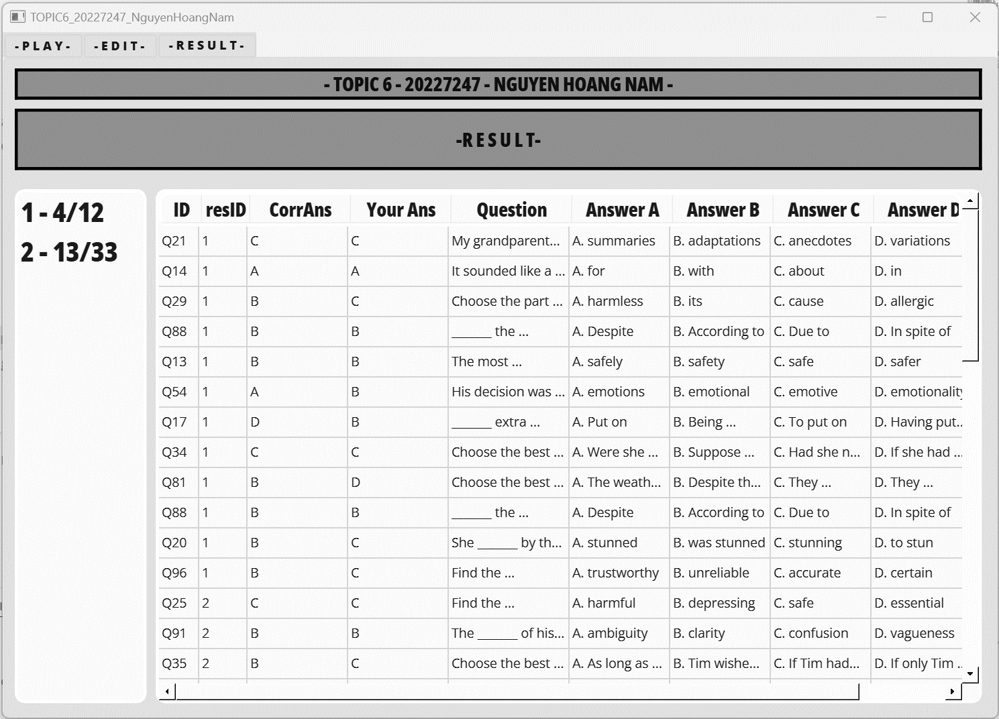 TOPIC6_20227247_NguyenHoangNam
-PLAY- -EDIT- -RESULT-
- TOPIC 6 - 20227247 - NGUYEN HOANG NAM -
-RESULT-
1 - 4/12
2 - 13/33
ID resID CorrAns Your Ans Question Answer A Answer B Answer C Answer D
Q21 1 C C My grandparent... A. summaries B. adaptations C. anecdotes D. variations
Q14 1 A A It sounded like a ... A. for B. with C. about D. in
Q29 1 B C Choose the part ... A. harmless B. its C. cause D. allergic
Q88 1 B B ______ the ... A. Despite B. According to C. Due to D. In spite of
Q13 1 B B The most ... A. safely B. safety C. safe D. safer
Q54 1 A B His decision was ... A. emotions B. emotional C. emotive D. emotionality
Q17 1 D B ______ extra ... A. Put on B. Being ... C. To put on D. Having put...
Q34 1 C C Choose the best ... A. Were she ... B. Suppose ... C. Had she n... D. If she had ...
Q81 1 B D Choose the best ... A. The weath... B. Despite th... C. They ... D. They ...
Q88 1 B B ______ the ... A. Despite B. According to C. Due to D. In spite of
Q20 1 B C She ______ by th... A. stunned B. was stunned C. stunning D. to stun
Q96 1 B C Find the ... A. trustworthy B. unreliable C. accurate D. certain
Q25 2 C C Find the ... A. harmful B. depressing C. safe D. essential
Q91 2 B B The ______ of his... A. ambiguity B. clarity C. confusion D. vagueness
Q35 2 B C Choose the best ... A. As long as ... B. Tim wishe... C. If Tim had... D. If only Tim ...